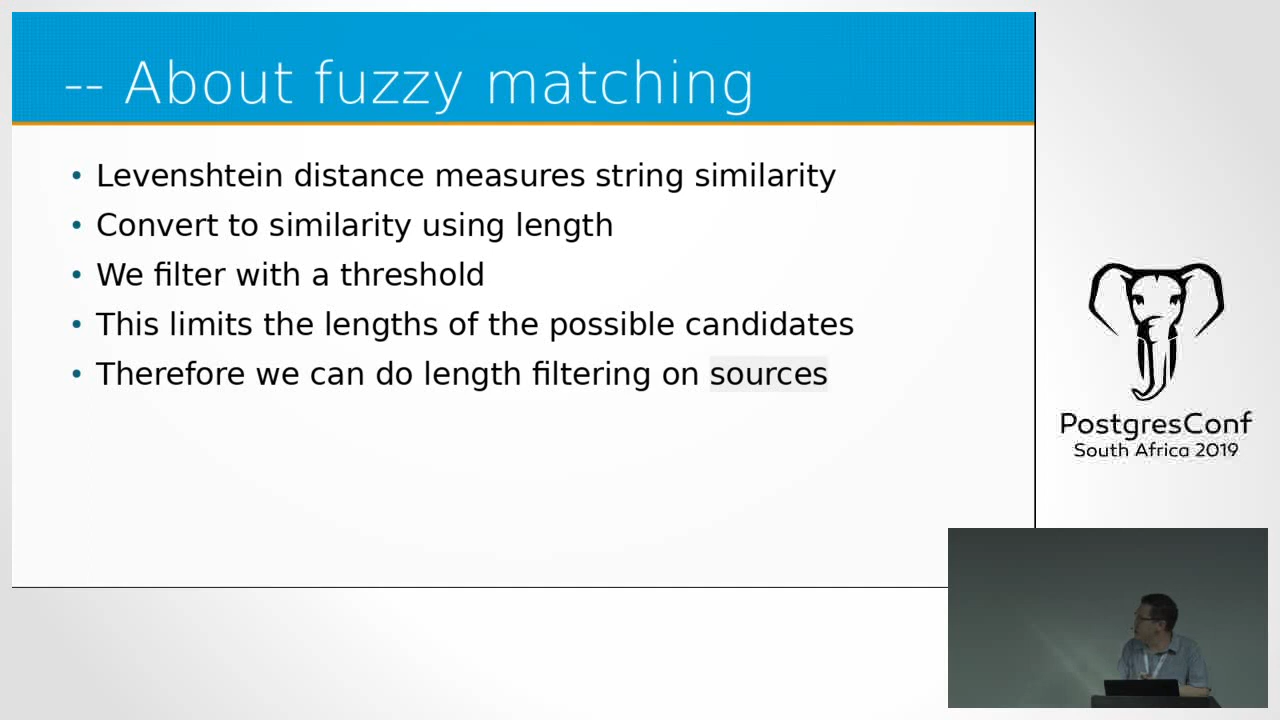 -- About fuzzy matching
• Levenshtein distance measures string similarity
• Convert to similarity using length
• We filter with a threshold
• This limits the lengths of the possible candidates
• Therefore we can do length filtering on sources
PostgresConf
South Africa 2019